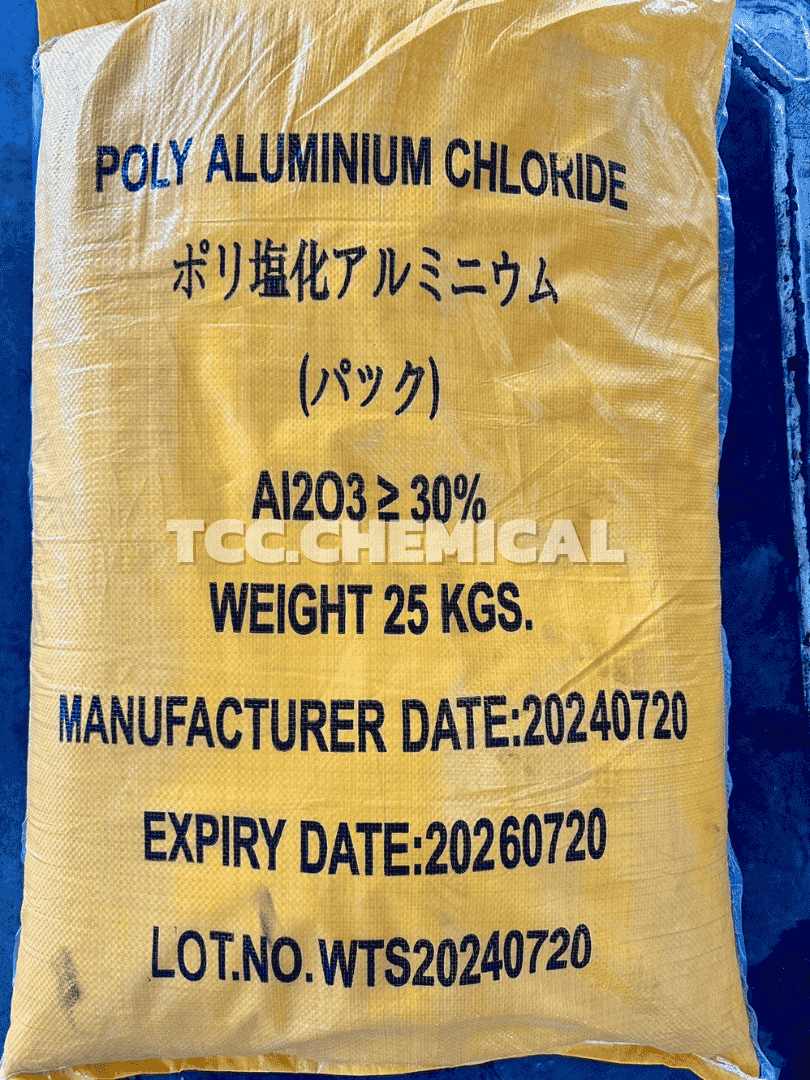 POLY ALUMINIUM CHLORIDE
ポリ塩化アルミニウム
(パック)
Al2O3 ≥ 30%
TCC.CHEMICAL
WEIGHT 25 KGS.
MANUFACTURER DATE:20240720
EXPIRY DATE:20260720
LOT.NO.WTS20240720